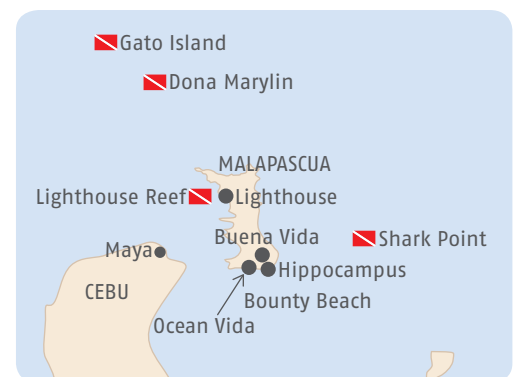 Gato Island
Dona Marylin
MALAPASCUA
Lighthouse Reef
Lighthouse
Buena Vida
Shark Point
Maya
Hippocampus
CEBU
Bounty Beach
Ocean Vida